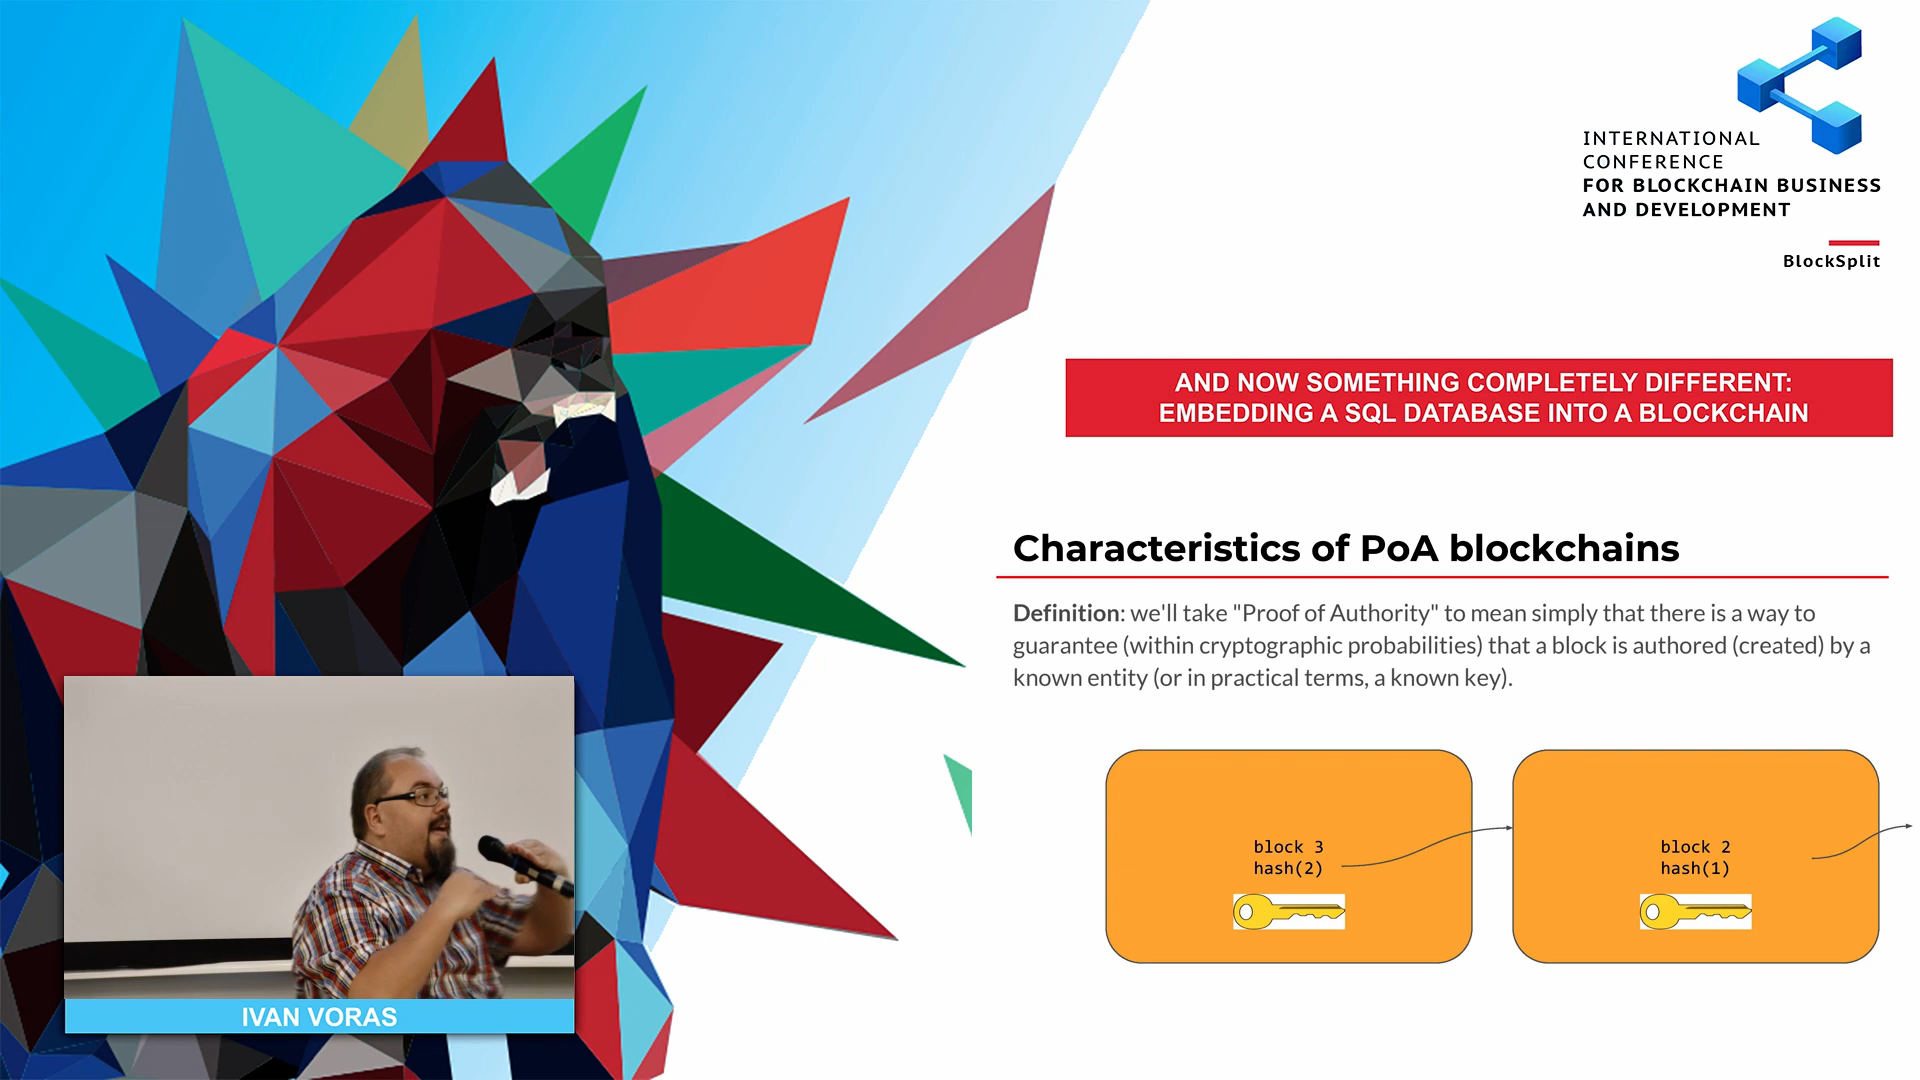 INTERNATIONAL
CONFERENCE
FOR BLOCKCHAIN BUSINESS
AND DEVELOPMENT
BlockSplit
AND NOW SOMETHING COMPLETELY DIFFERENT:
EMBEDDING A SQL DATABASE INTO A BLOCKCHAIN
Characteristics of PoA blockchains
Definition: we'll take "Proof of Authority" to mean simply that there is a way to
guarantee (within cryptographic probabilities) that a block is authored (created) by a
known entity (or in practical terms, a known key).
block 3
hash(2)
block 2
hash(1)
IVAN VORAS